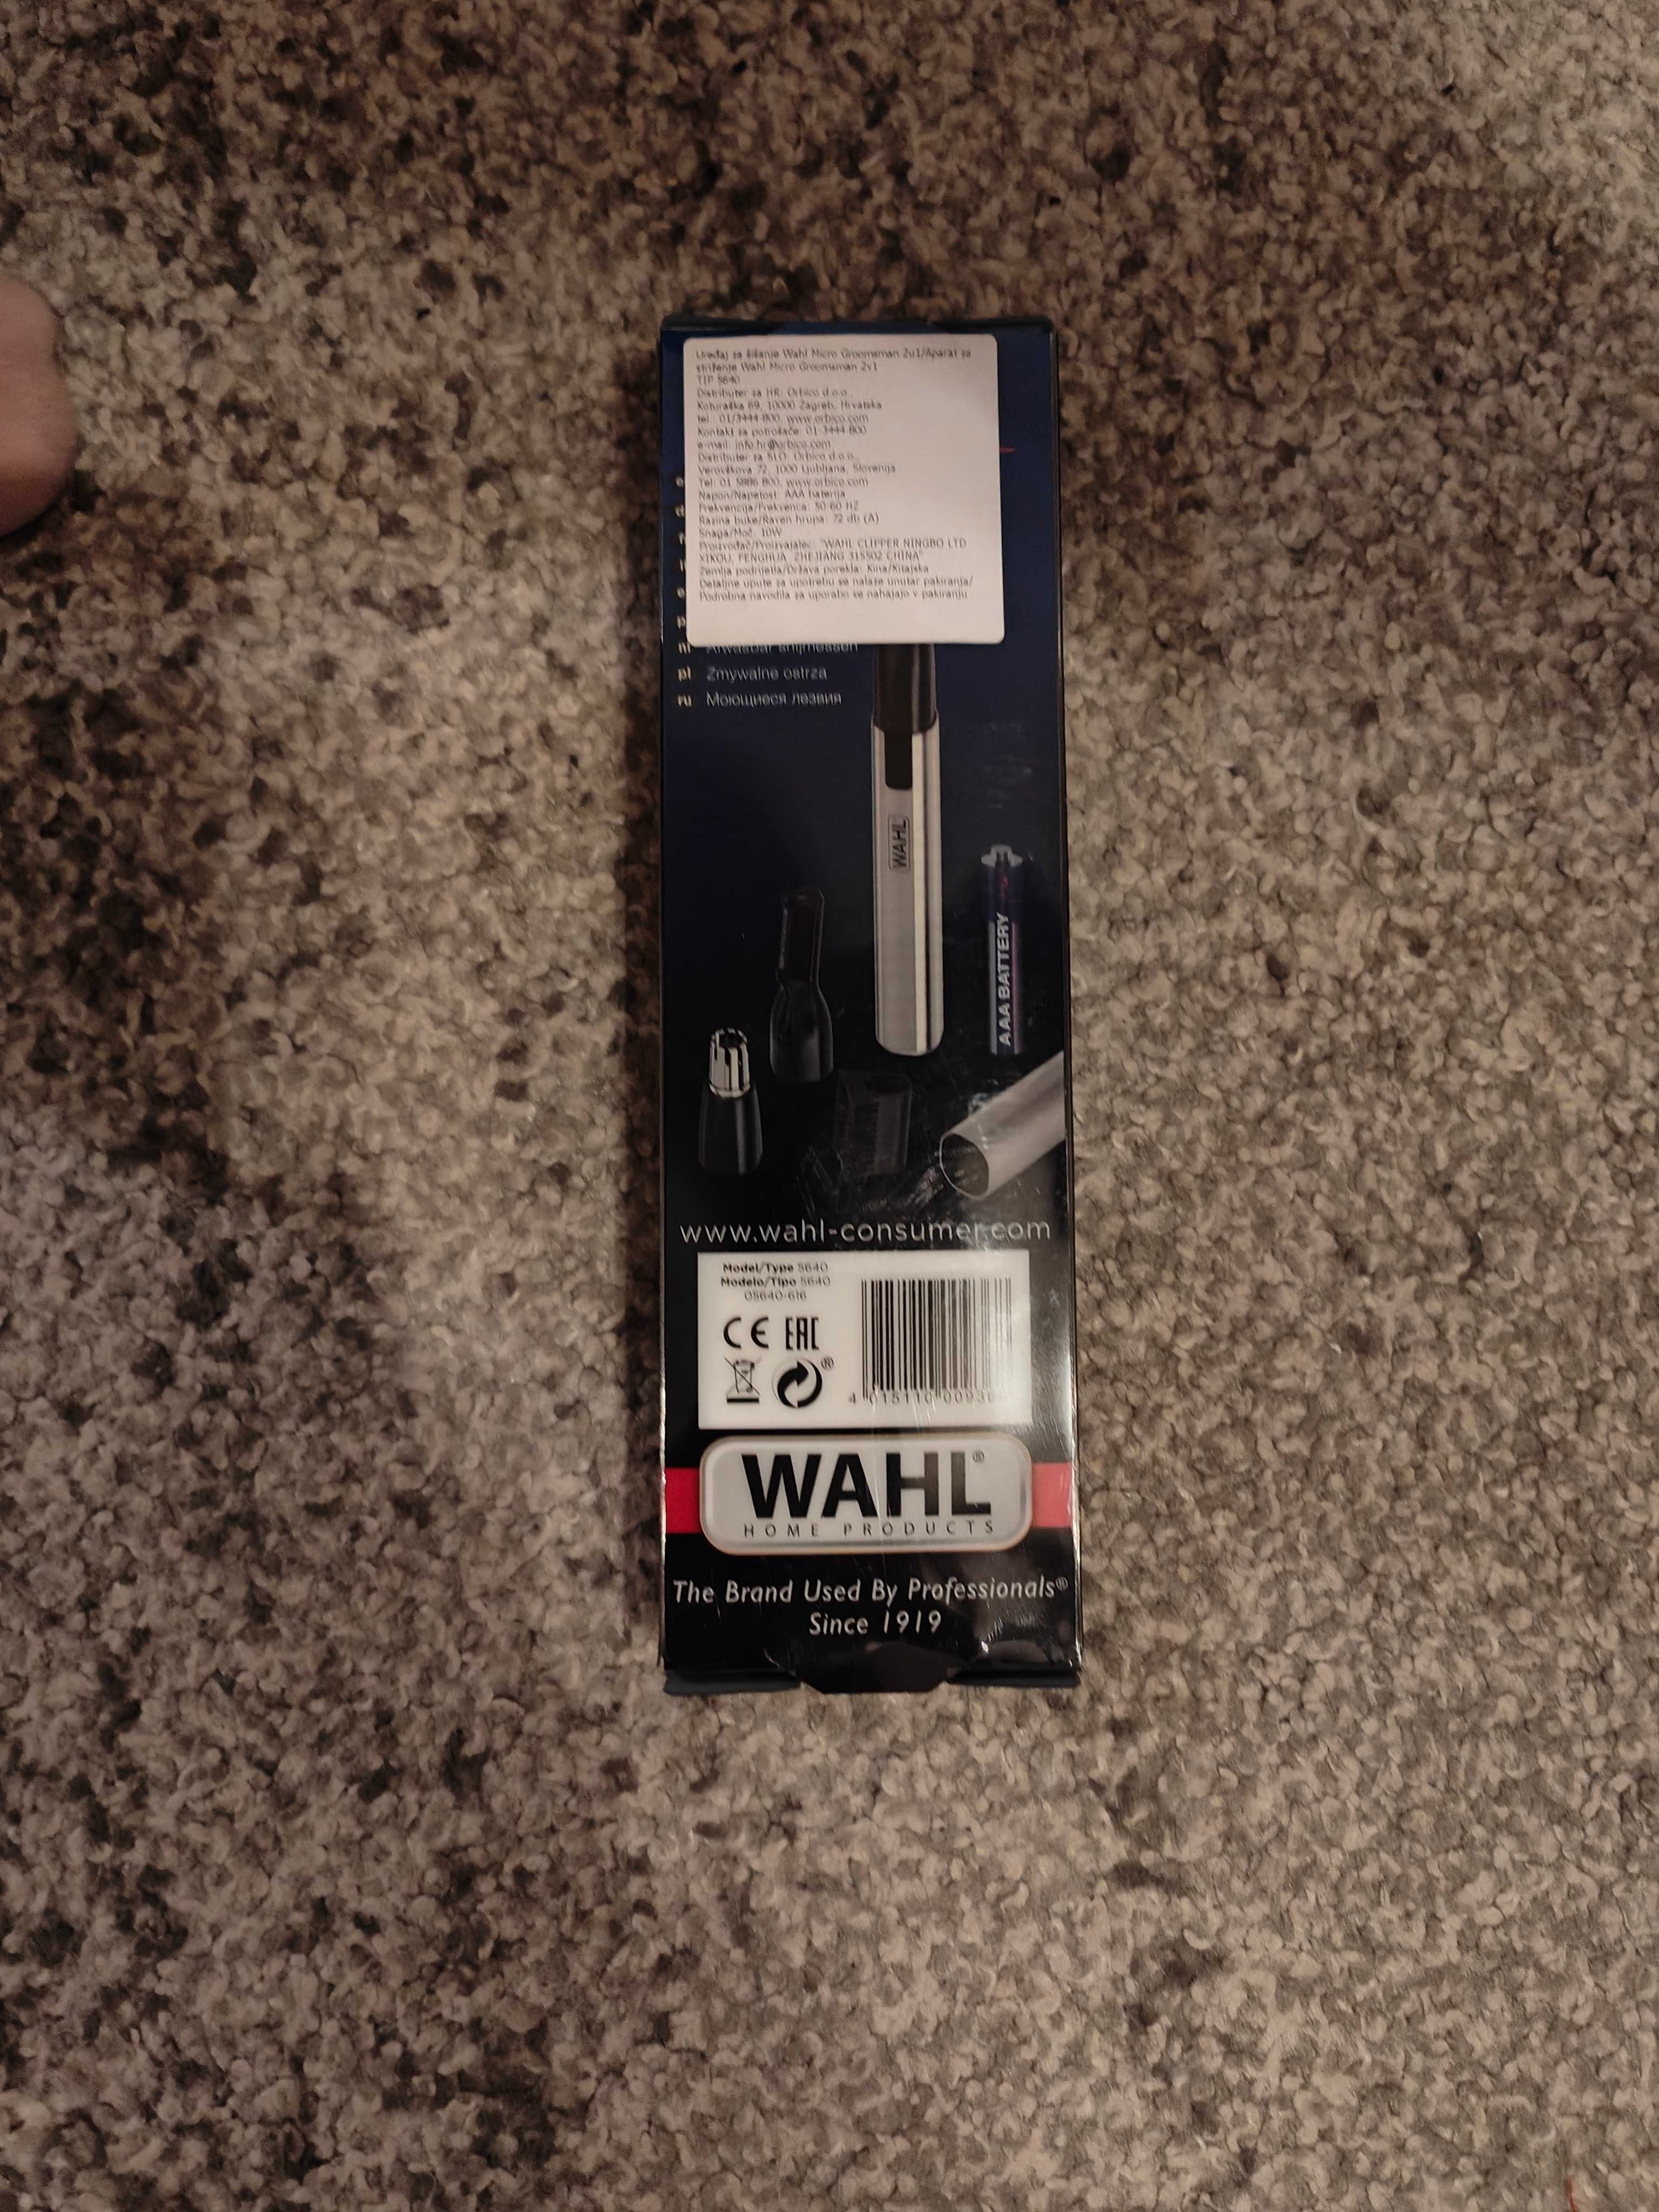 Uređaj za šišanje Wahl Micro Groomsman 2u1/Aparat za
striženje Wahl Micro Groomsman 2v1
TIP 5640
Distributer za HR: Orbico d.o.o.,
Koturaška 69, 10000 Zagreb, Hrvatska
tel.: 01/3444-800, www.orbico.com
Kontakt za potrošače: 01-3444-800
e-mail: info.hr@orbico.com
Distributer za SLO: Orbico d.o.o.,
Verovškova 72, 1000 Ljubljana, Slovenija
Tel: 01 5886 800, www.orbico.com
Napon/Napetost: AAA baterija
Frekvencija/Frekvenca: 50-60 HZ
Razina buke/Raven hrupa: 72 db (A)
Snaga/Moč: 10W
Proizvođač/Proizvajalec: "WAHL CLIPPER NINGBO LTD
XIKOU, FENGHUA, ZHEJIANG 315502 CHINA"
Zemlja podrijetla/Država porekla: Kina/Kitajska
Detaljne upute za upotrebu se nalaze unutar pakiranja/
Podrobna navodila za uporabo se nahajajo v pakiranju
nl Afwasbar snijmessen
pl Zmywalne ostrza
ru Моющиеся лезвия
WAHL
AAA BATTERY
www.wahl-consumer.com
Model/Type 5640
Modelo/Tipo 5640
05640-616
CE EAC
4 015110 00936
WAHL®
HOME PRODUCTS
The Brand Used By Professionals®
Since 1919